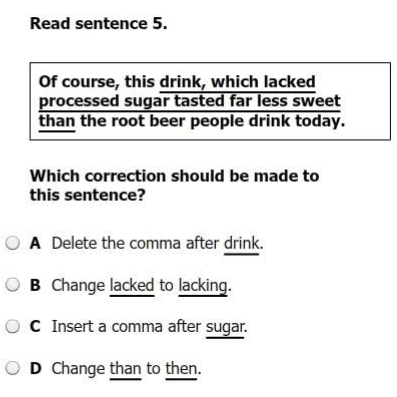 Read sentence 5.
Of course, this drink, which lacked
processed sugar tasted far less sweet
than the root beer people drink today.
Which correction should be made to
this sentence?
A Delete the comma after drink.
B Change lacked to lacking.
C Insert a comma after sugar.
D Change than to then.